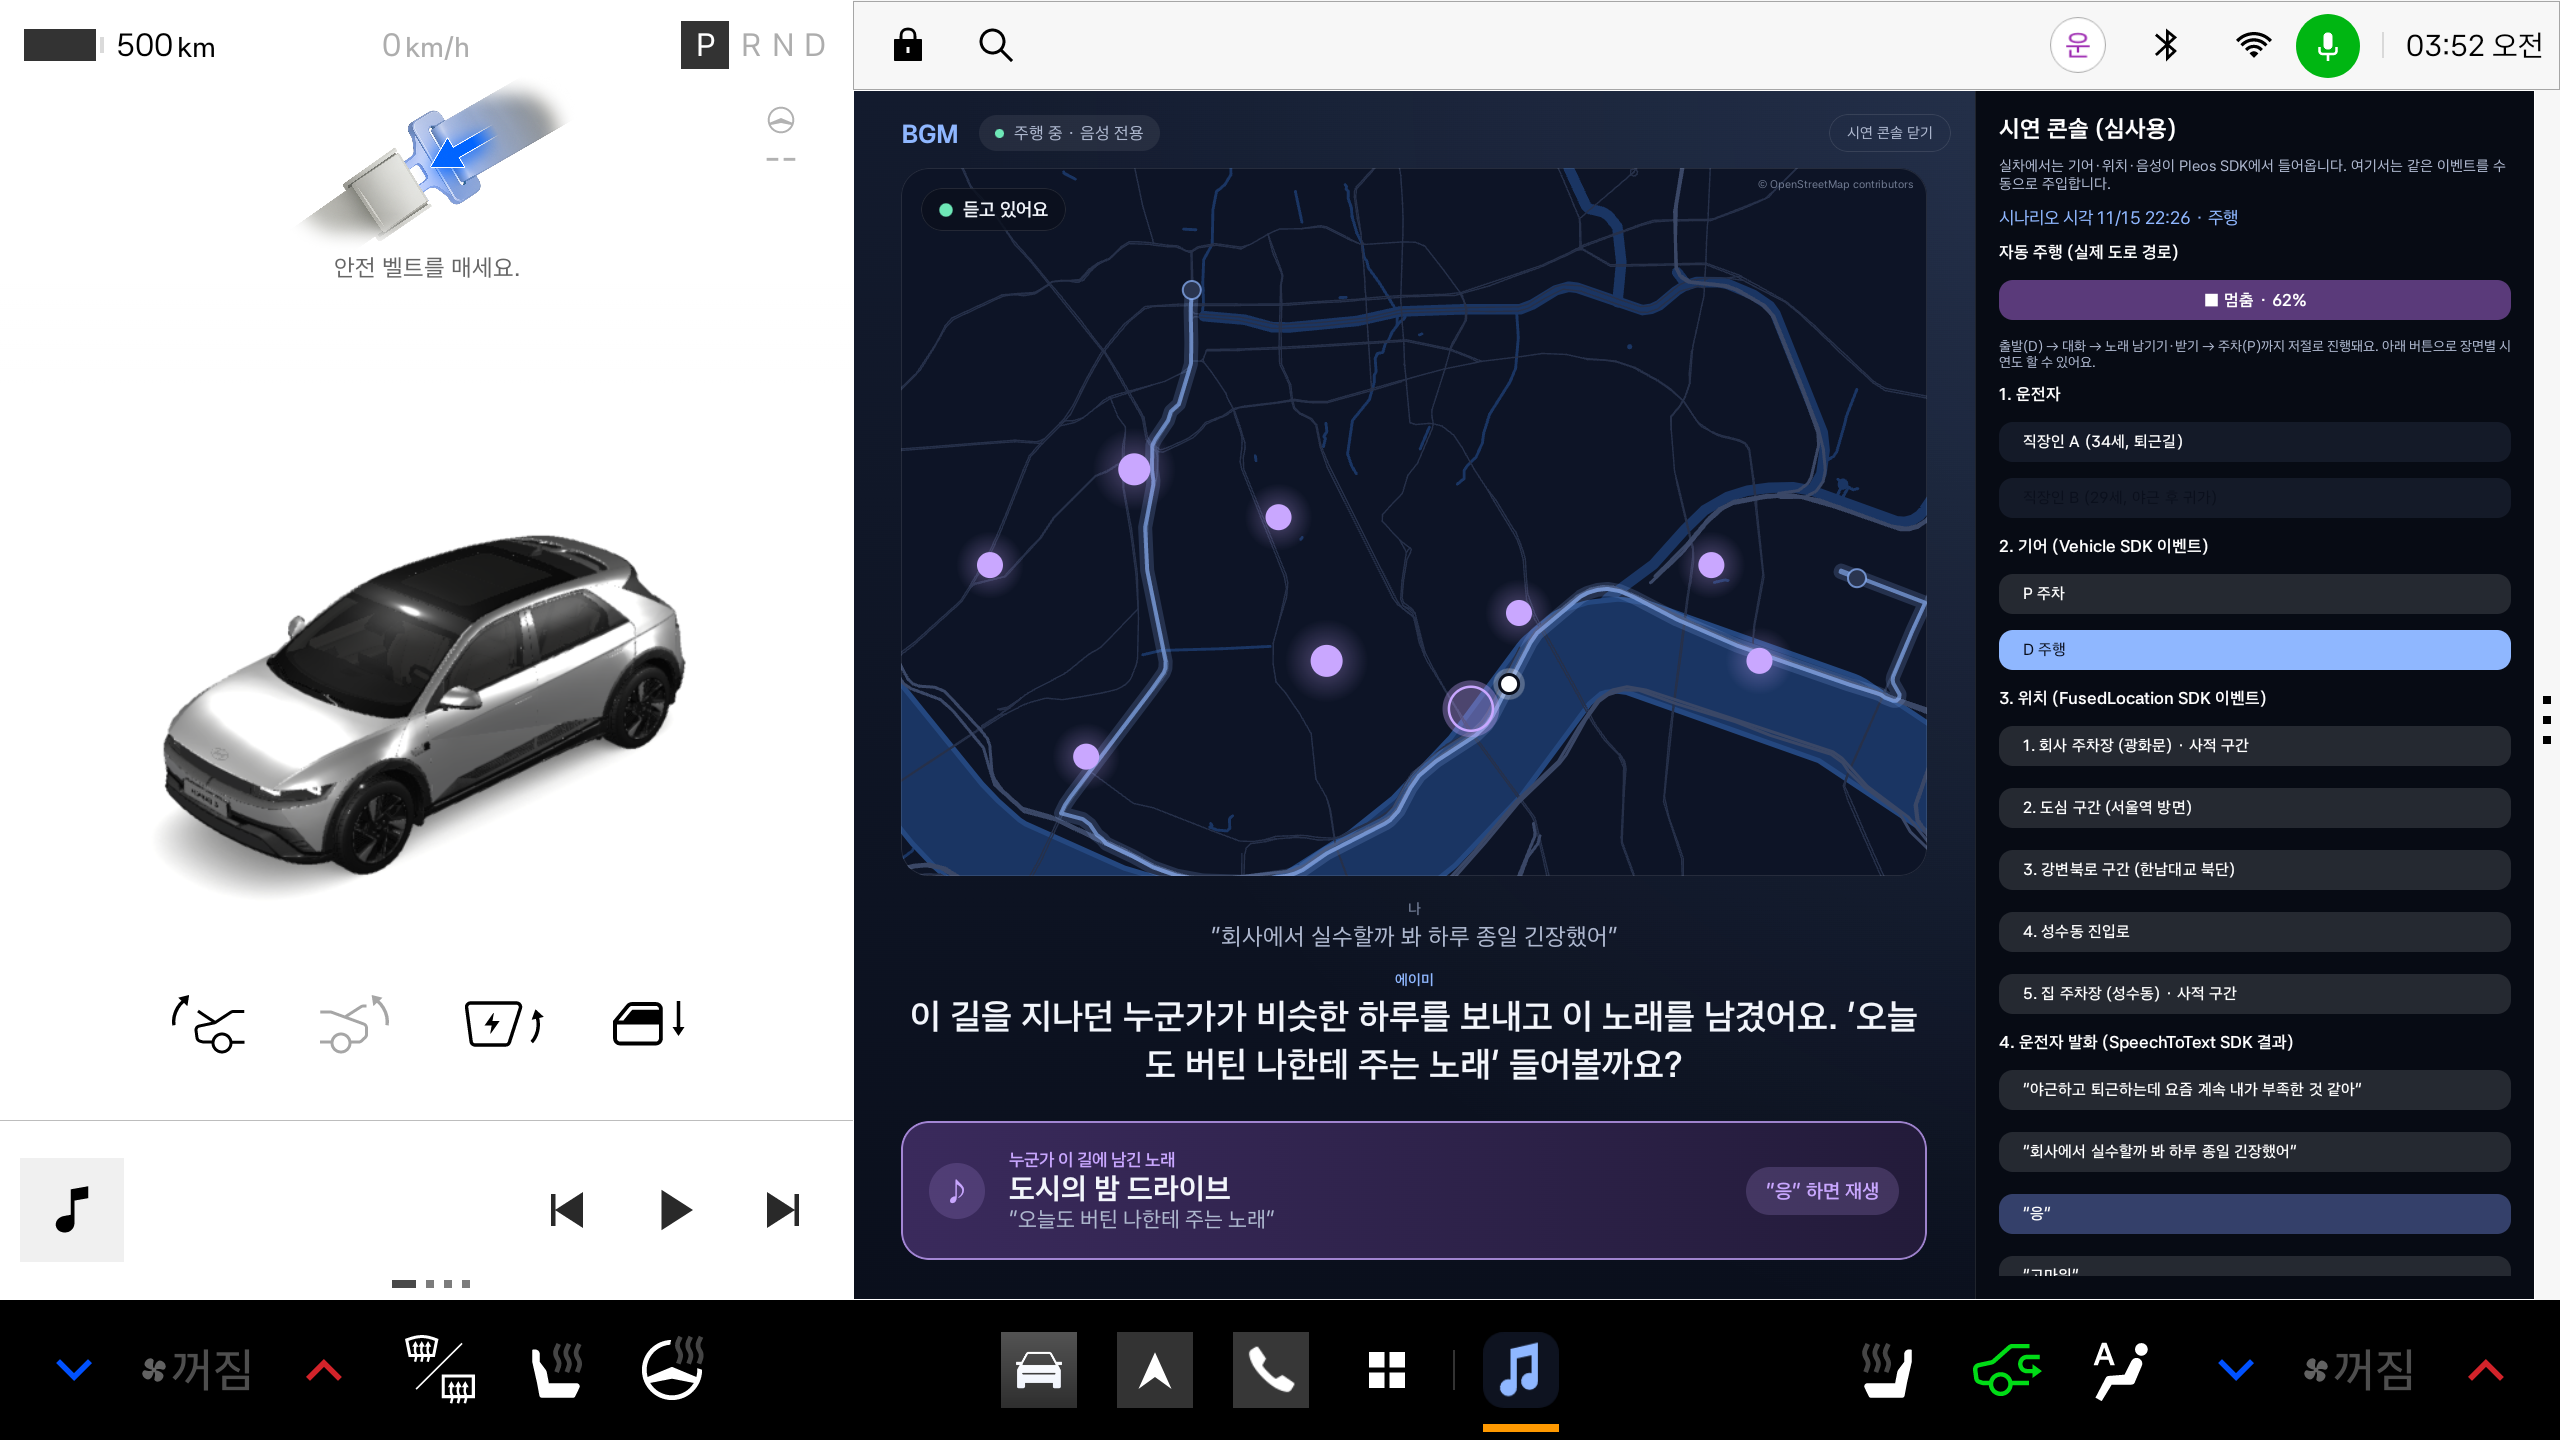 500 km
0 km/h
P R N D
운
03:52 오전
안전 벨트를 매세요.
BGM
주행 중 · 음성 전용
시연 콘솔 닫기
듣고 있어요
© OpenStreetMap contributors
나
"회사에서 실수할까 봐 하루 종일 긴장했어"
에이미
이 길을 지나던 누군가가 비슷한 하루를 보내고 이 노래를 남겼어요. '오늘
도 버틴 나한테 주는 노래' 들어볼까요?
누군가 이 길에 남긴 노래
도시의 밤 드라이브
"오늘도 버틴 나한테 주는 노래"
"응" 하면 재생
시연 콘솔 (심사용)
실차에서는 기어·위치·음성이 Pleos SDK에서 들어옵니다. 여기서는 같은 이벤트를 수
동으로 주입합니다.
시나리오 시각 11/15 22:26 · 주행
자동 주행 (실제 도로 경로)
■ 멈춤 · 62%
출발(D) → 대화 → 노래 남기기·받기 → 주차(P)까지 저절로 진행돼요. 아래 버튼으로 장면별 시
연도 할 수 있어요.
1. 운전자
직장인 A (34세, 퇴근길)
직장인 B (29세, 야근 후 귀가)
2. 기어 (Vehicle SDK 이벤트)
P 주차
D 주행
3. 위치 (FusedLocation SDK 이벤트)
1. 회사 주차장 (광화문) · 사적 구간
2. 도심 구간 (서울역 방면)
3. 강변북로 구간 (한남대교 북단)
4. 성수동 진입로
5. 집 주차장 (성수동) · 사적 구간
4. 운전자 발화 (SpeechToText SDK 결과)
"야근하고 퇴근하는데 요즘 계속 내가 부족한 것 같아"
"회사에서 실수할까 봐 하루 종일 긴장했어"
"응"
"고마워"
꺼짐
A
꺼짐